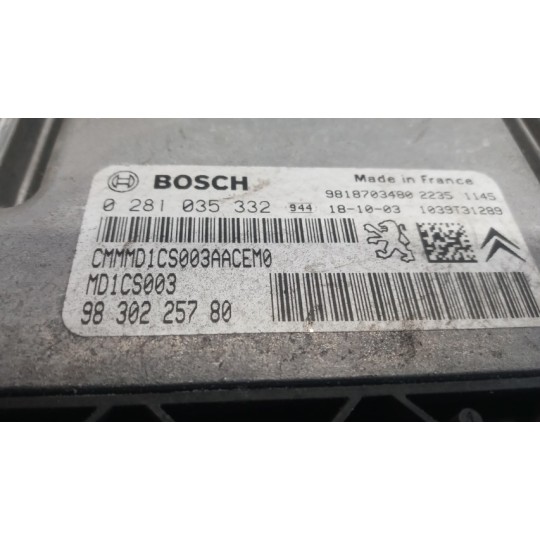 BOSCH Made in France
9818703480 2235 1145
0 281 035 332 944 18-10-03 1039T31289
CMMMD1CS003AACEM0
MD1CS003
98 302 257 80